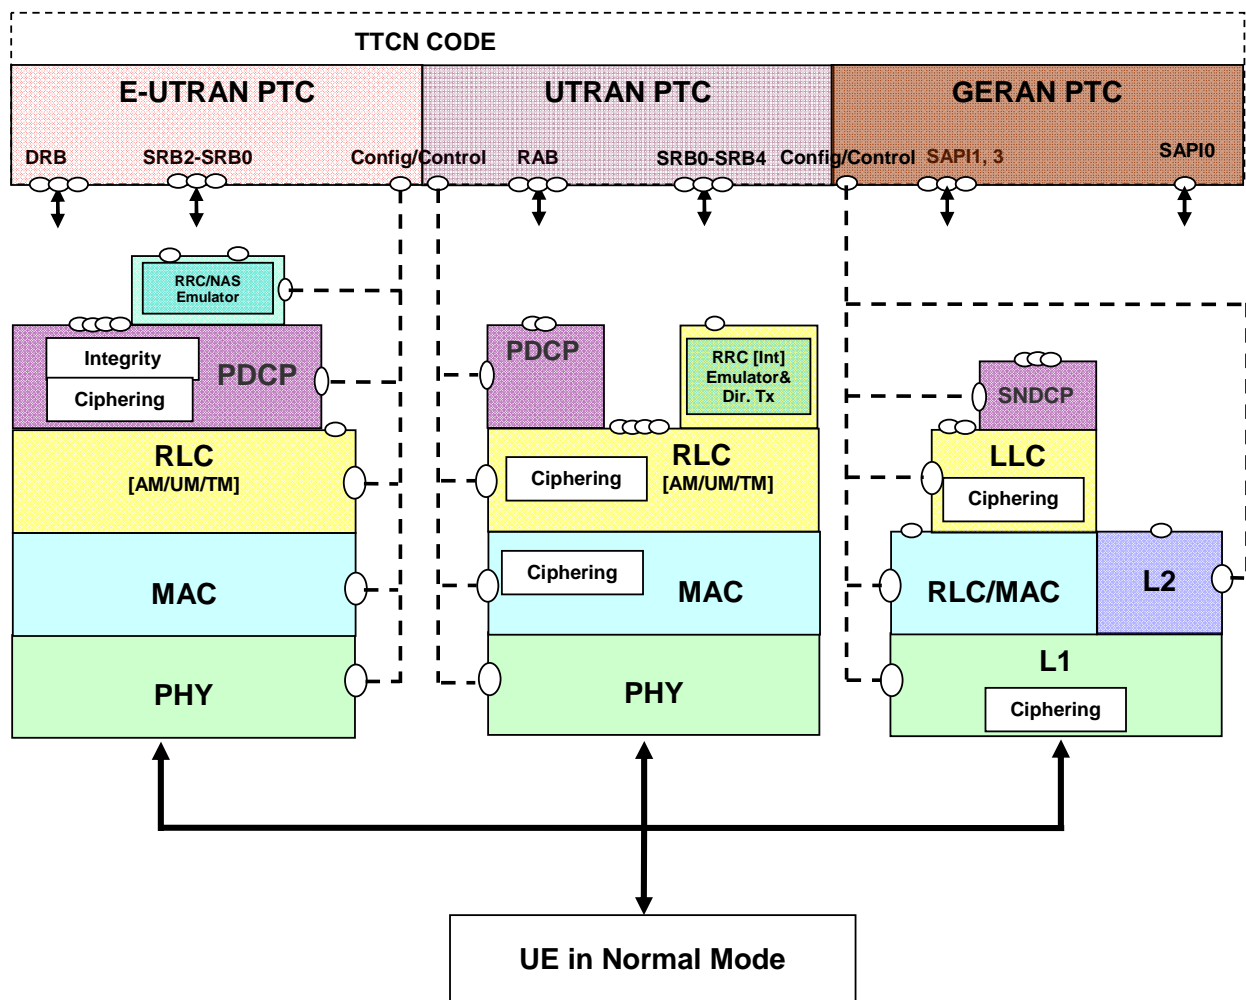 TTCN CODE
E-UTRAN PTC
UTRAN PTC
GERAN PTC
DRB
SRB2-SRB0
Config/Control
RAB
SRB0-SRB4
Config/Control
SAPI1, 3
SAPI0
RRC/NAS
Emulator
Integrity
Ciphering
PDCP
RLC
[AM/UM/TM]
MAC
PHY
PDCP
RRC [Int]
Emulator&
Dir. Tx
Ciphering
RLC
[AM/UM/TM]
Ciphering
MAC
PHY
SNDCP
LLC
Ciphering
RLC/MAC
L2
L1
Ciphering
UE in Normal Mode